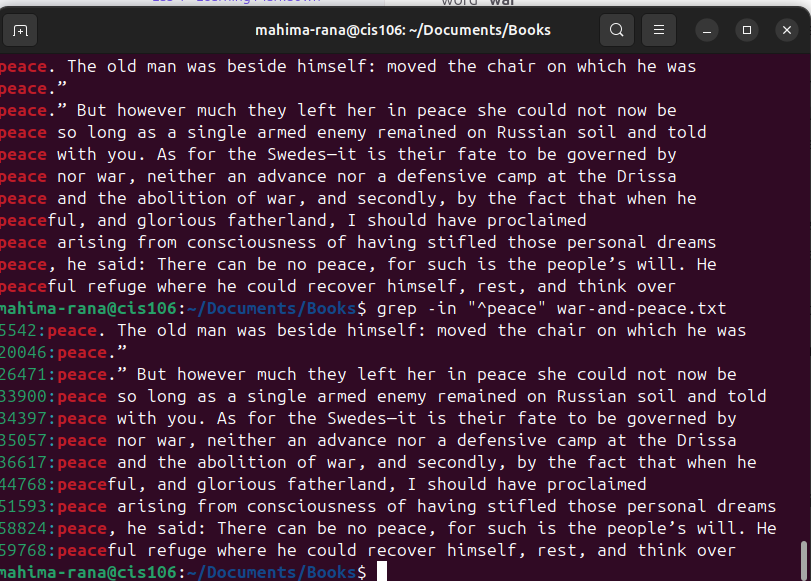 mahima-rana@cis106: ~/Documents/Books
peace. The old man was beside himself: moved the chair on which he was
peace.”
peace.” But however much they left her in peace she could not now be
peace so long as a single armed enemy remained on Russian soil and told
peace with you. As for the Swedes—it is their fate to be governed by
peace nor war, neither an advance nor a defensive camp at the Drissa
peace and the abolition of war, and secondly, by the fact that when he
peaceful, and glorious fatherland, I should have proclaimed
peace arising from consciousness of having stifled those personal dreams
peace, he said: There can be no peace, for such is the people’s will. He
peaceful refuge where he could recover himself, rest, and think over
mahima-rana@cis106:~/Documents/Books$ grep -in "^peace" war-and-peace.txt
5542:peace. The old man was beside himself: moved the chair on which he was
20046:peace.”
26471:peace.” But however much they left her in peace she could not now be
33900:peace so long as a single armed enemy remained on Russian soil and told
34397:peace with you. As for the Swedes—it is their fate to be governed by
35057:peace nor war, neither an advance nor a defensive camp at the Drissa
36617:peace and the abolition of war, and secondly, by the fact that when he
44768:peaceful, and glorious fatherland, I should have proclaimed
51593:peace arising from consciousness of having stifled those personal dreams
58824:peace, he said: There can be no peace, for such is the people’s will. He
59768:peaceful refuge where he could recover himself, rest, and think over
mahima-rana@cis106:~/Documents/Books$